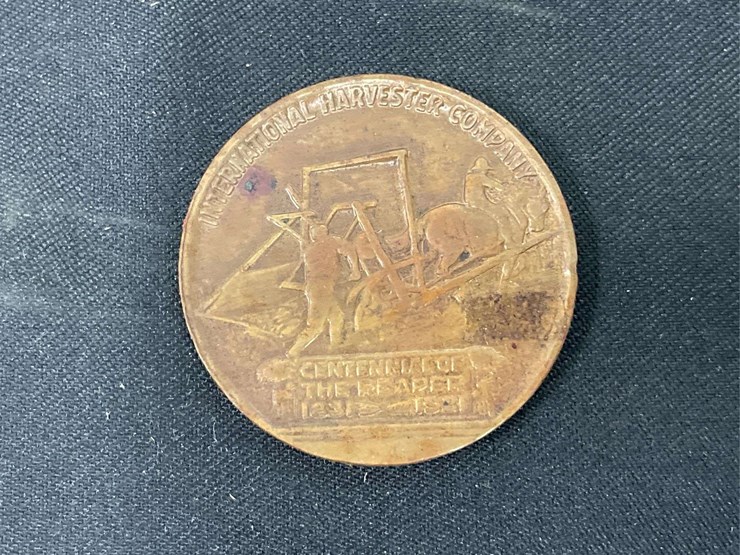 INTERNATIONAL HARVESTER COMPANY
CENTENNIAL OF
THE REAPER
1831 1931